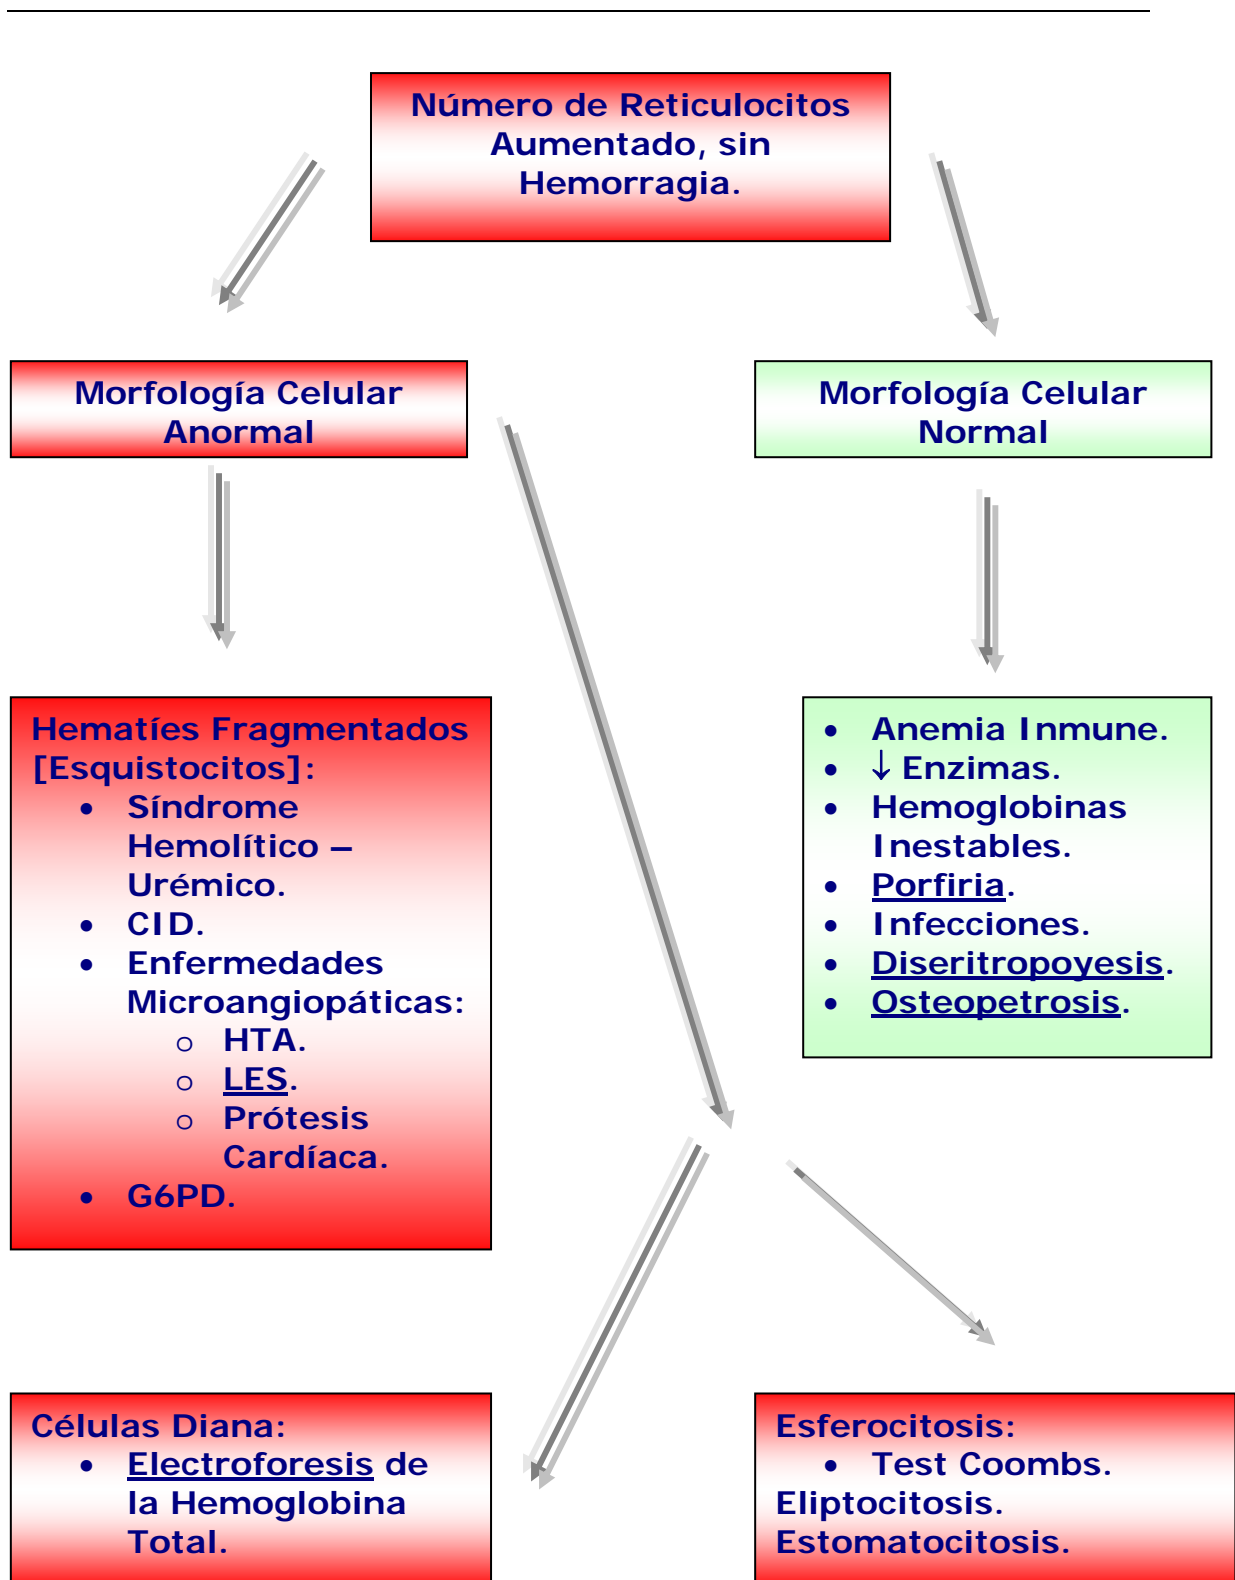 Número de Reticulocitos
Aumentado, sin
Hemorragia.
Morfología Celular
Anormal
Morfología Celular
Normal
Hematíes Fragmentados
[Esquistocitos]:
• Síndrome
Hemolítico –
Urémico.
• CID.
• Enfermedades
Microangiopáticas:
o HTA.
o LES.
o Prótesis
Cardíaca.
• G6PD.
• Anemia Inmune.
• ↓ Enzimas.
• Hemoglobinas
Inestables.
• Porfiria.
• Infecciones.
• Diseritropoyesis.
• Osteopetrosis.
Células Diana:
• Electroforesis de
la Hemoglobina
Total.
Esferocitosis:
• Test Coombs.
Eliptocitosis.
Estomatocitosis.